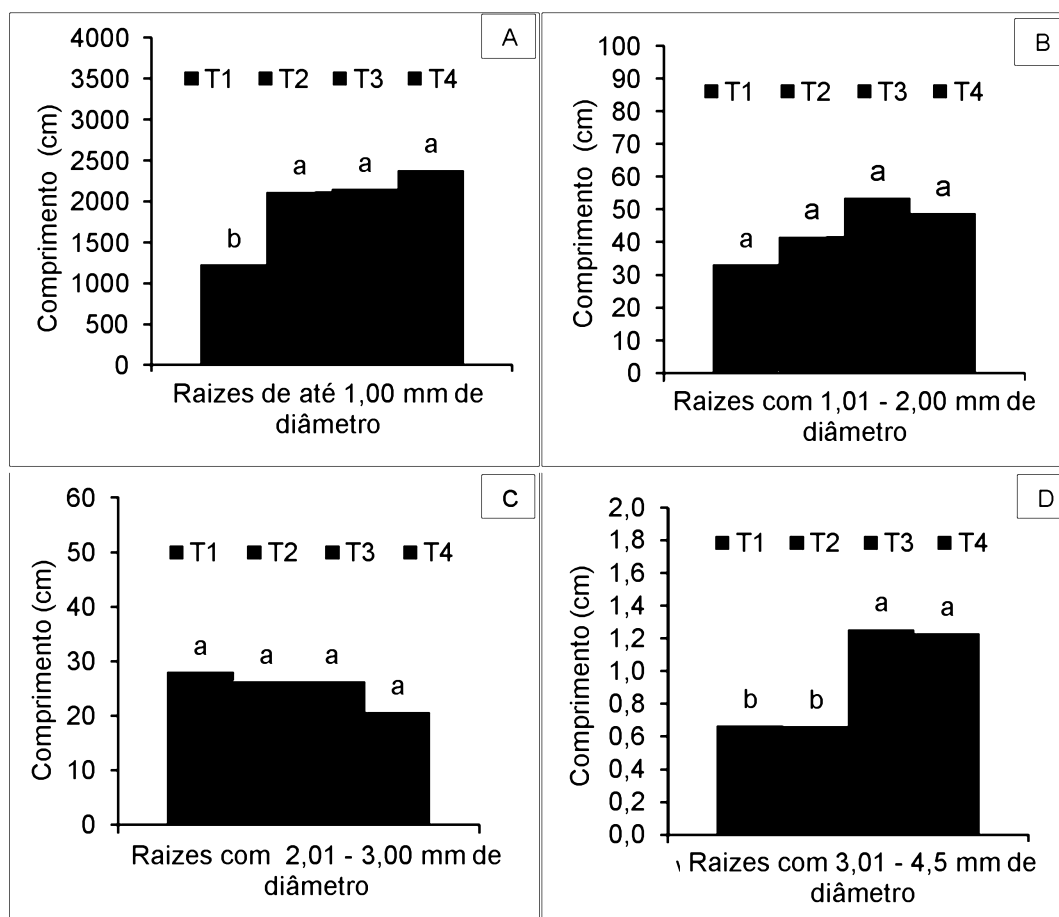 A
4000
3500
3000
2500
2000
1500
1000
500
0
Comprimento (cm)
T1 T2 T3 T4
b a a a
Raizes de até 1,00 mm de
diâmetro
B
100
90
80
70
60
50
40
30
20
10
0
Comprimento (cm)
T1 T2 T3 T4
a a a a
Raizes com 1,01 - 2,00 mm de
diâmetro
C
60
50
40
30
20
10
0
Comprimento (cm)
T1 T2 T3 T4
a a a a
Raizes com 2,01 - 3,00 mm de
diâmetro
D
2,0
1,8
1,6
1,4
1,2
1,0
0,8
0,6
0,4
0,2
0,0
Comprimento (cm)
T1 T2 T3 T4
b b a a
Raizes com 3,01 - 4,5 mm de
diâmetro